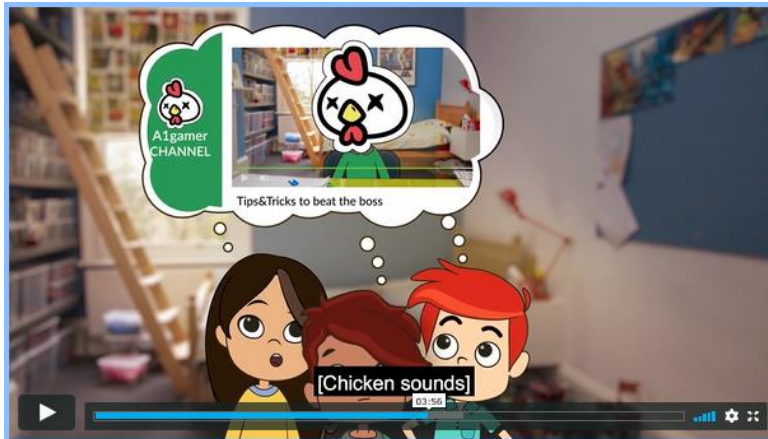 A1gamer
CHANNEL
Tips&Tricks to beat the boss
[Chicken sounds]
03:56